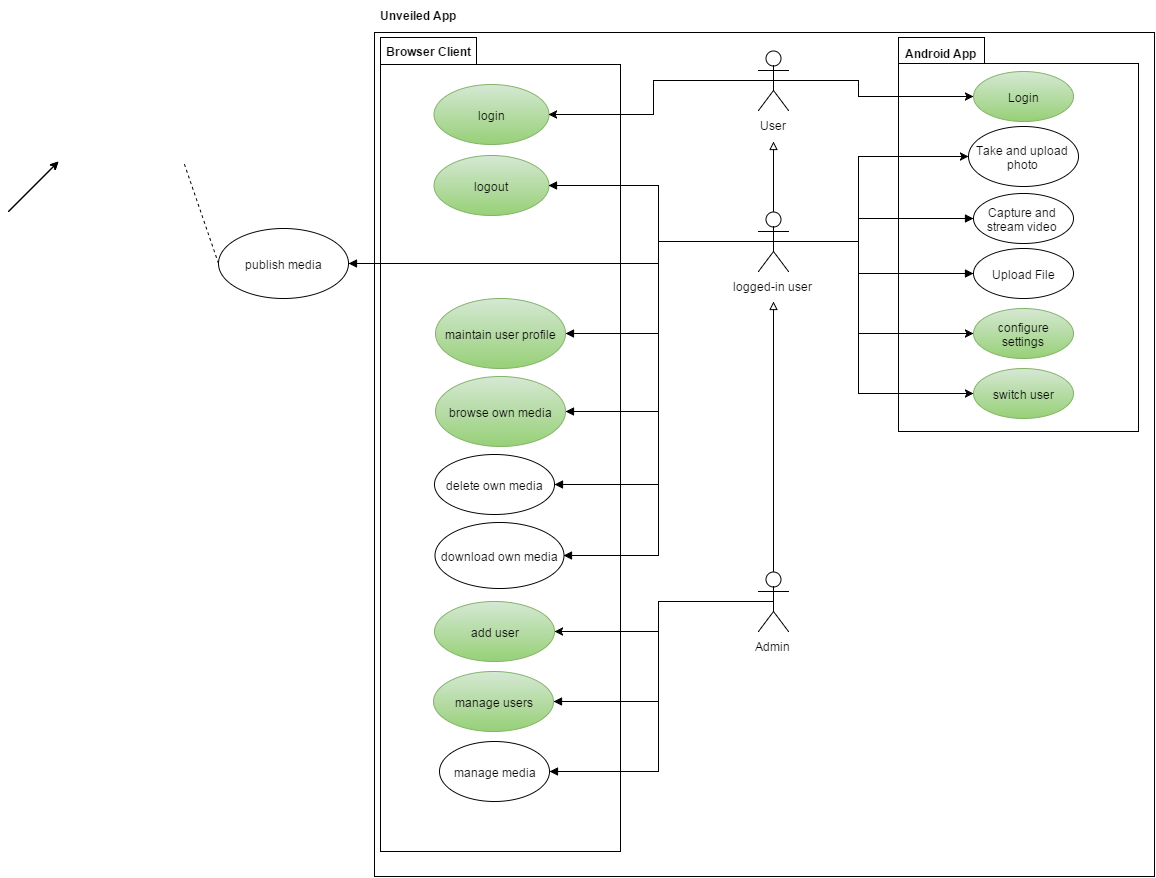 Unveiled App
Browser Client
Android App
login
User
Login
Take and upload
photo
logout
Capture and
stream video
publish media
logged-in user
Upload File
maintain user profile
configure
settings
browse own media
switch user
delete own media
download own media
add user
Admin
manage users
manage media